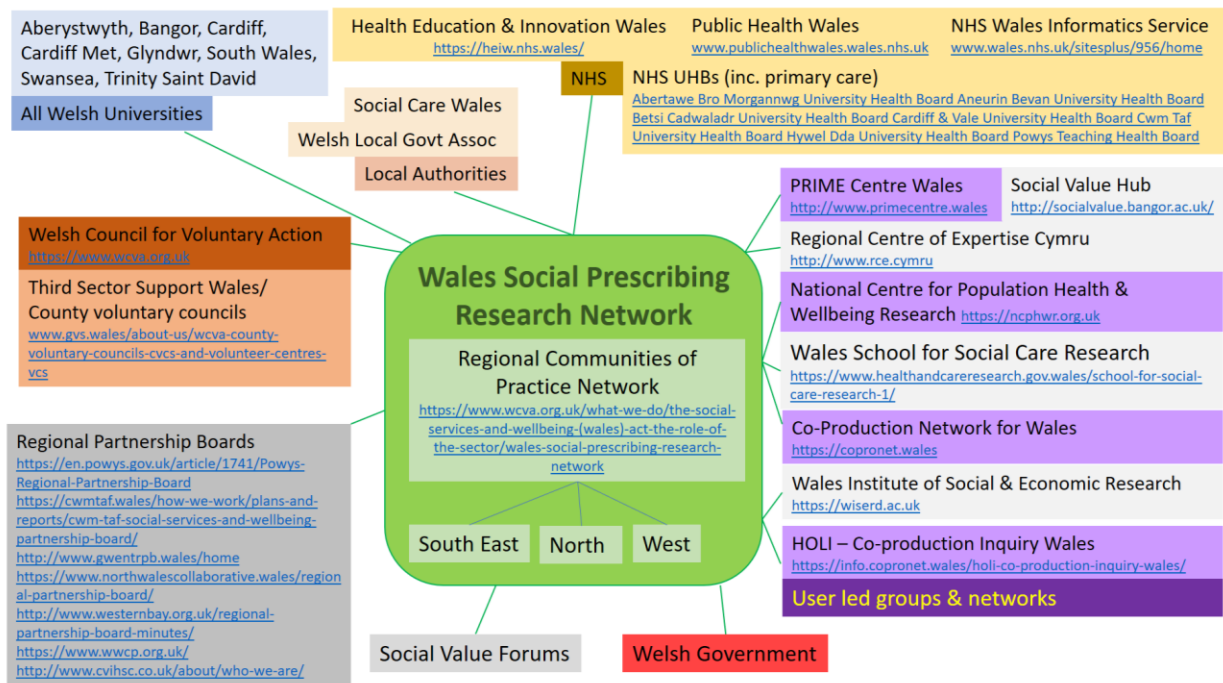 Aberystwyth, Bangor, Cardiff,
Cardiff Met, Glyndwr, South Wales,
Swansea, Trinity Saint David
All Welsh Universities
Social Care Wales
Welsh Local Govt Assoc
Local Authorities
Health Education & Innovation Wales
https://heiw.nhs.wales/
Public Health Wales
www.publichealthwales.wales.nhs.uk
NHS Wales Informatics Service
www.wales.nhs.uk/sitesplus/956/home
NHS
NHS UHBs (inc. primary care)
Abertawe Bro Morgannwg University Health Board Aneurin Bevan University Health Board
Betsi Cadwaladr University Health Board Cardiff & Vale University Health Board Cwm Taf
University Health Board Hywel Dda University Health Board Powys Teaching Health Board
Welsh Council for Voluntary Action
https://www.wcva.org.uk
Third Sector Support Wales/
County voluntary councils
www.gvs.wales/about-us/wcva-county-
voluntary-councils-cvcs-and-volunteer-centres-
vcs
Regional Partnership Boards
https://en.powys.gov.uk/article/1741/Powys-
Regional-Partnership-Board
https://cwmtaf.wales/how-we-work/plans-and-
reports/cwm-taf-social-services-and-wellbeing-
partnership-board/
http://www.gwentrpb.wales/home
https://www.northwalescollaborative.wales/region
al-partnership-board/
http://www.westernbay.org.uk/regional-
partnership-board-minutes/
https://www.wwcp.org.uk/
http://www.cvihsc.co.uk/about/who-we-are/
Wales Social Prescribing
Research Network
Regional Communities of
Practice Network
https://www.wcva.org.uk/what-we-do/the-social-
services-and-wellbeing-(wales)-act-the-role-of-
the-sector/wales-social-prescribing-research-
network
South East
North
West
Social Value Forums
Welsh Government
PRIME Centre Wales
http://www.primecentre.wales
Social Value Hub
http://socialvalue.bangor.ac.uk/
Regional Centre of Expertise Cymru
http://www.rce.cymru
National Centre for Population Health &
Wellbeing Research https://ncphwr.org.uk
Wales School for Social Care Research
https://www.healthandcareresearch.gov.wales/school-for-social-
care-research-1/
Co-Production Network for Wales
https://copronet.wales
Wales Institute of Social & Economic Research
https://wiserd.ac.uk
HOLI – Co-production Inquiry Wales
https://info.copronet.wales/holi-co-production-inquiry-wales/
User led groups & networks